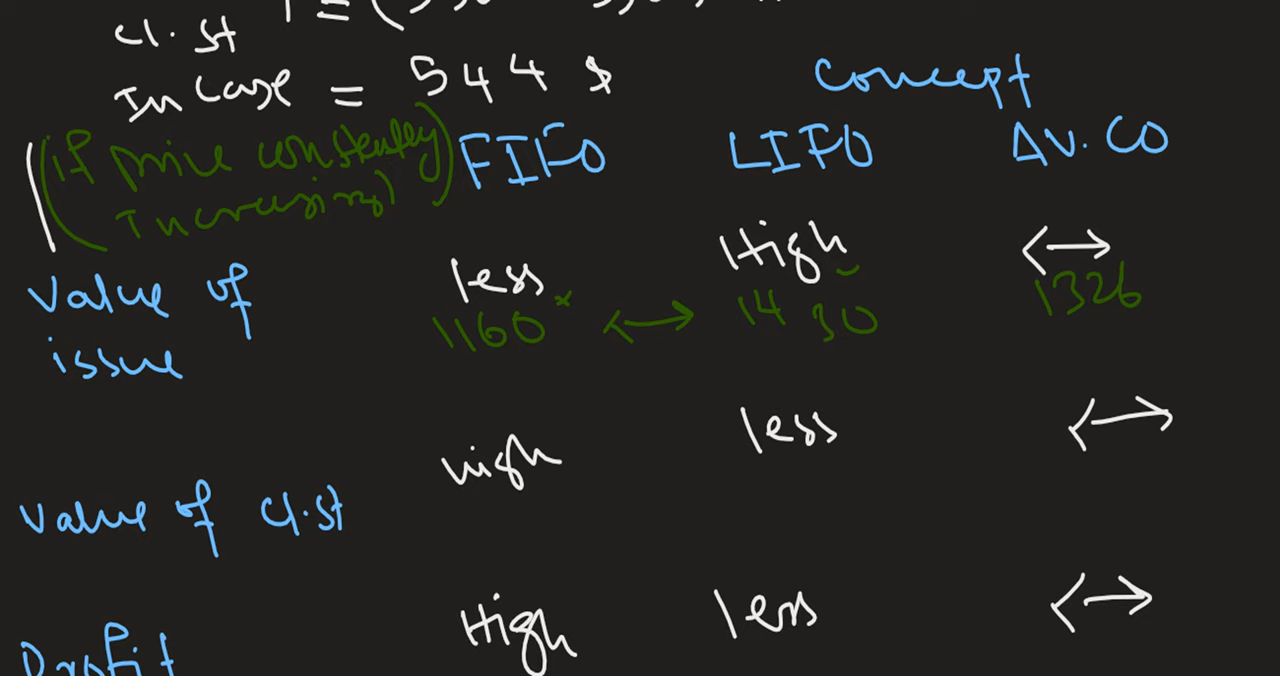 Cl. st
In case = 544 $
Concept
(if price constantly increasing)
FIFO LIFO AV. CO
Value of issue
less High ↔
1160 ↔ 1430 1326
Value of Cl. st
high less ↔
Profit
High less ↔